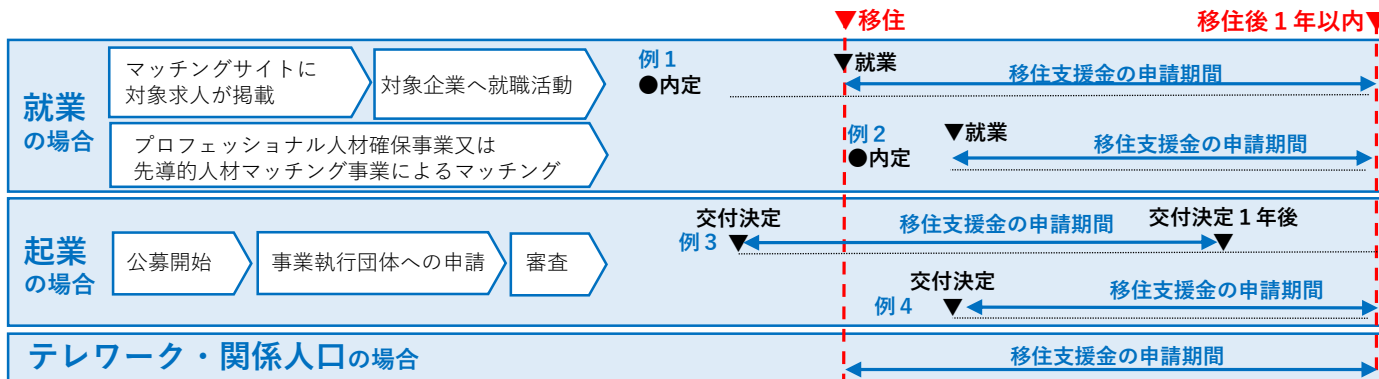 ▼移住
移住後1年以内▼
就業
の場合
マッチングサイトに
対象求人が掲載
対象企業へ就職活動
例1
●内定
▼就業
移住支援金の申請期間
プロフェッショナル人材確保事業又は
先導的人材マッチング事業によるマッチング
例2
●内定
▼就業
移住支援金の申請期間
起業
の場合
公募開始
事業執行団体への申請
審査
交付決定
例3
▼
移住支援金の申請期間
交付決定1年後
▼
交付決定
例4
▼
移住支援金の申請期間
テレワーク・関係人口の場合
移住支援金の申請期間